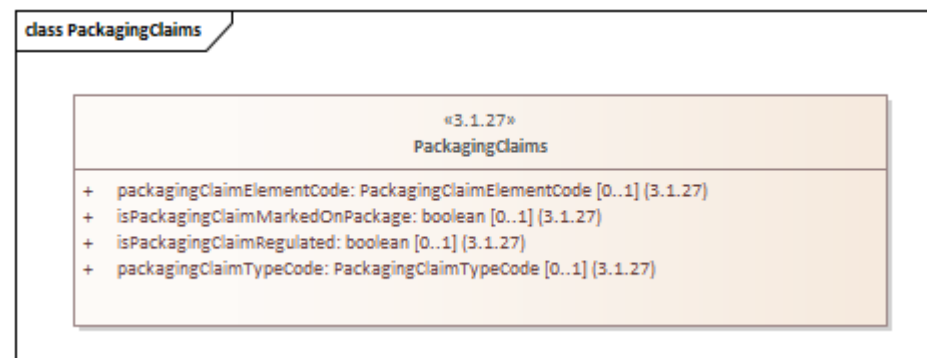 class PackagingClaims
«3.1.27»
PackagingClaims
+ packagingClaimElementCode: PackagingClaimElementCode [0..1] (3.1.27)
+ isPackagingClaimMarkedOnPackage: boolean [0..1] (3.1.27)
+ isPackagingClaimRegulated: boolean [0..1] (3.1.27)
+ packagingClaimTypeCode: PackagingClaimTypeCode [0..1] (3.1.27)